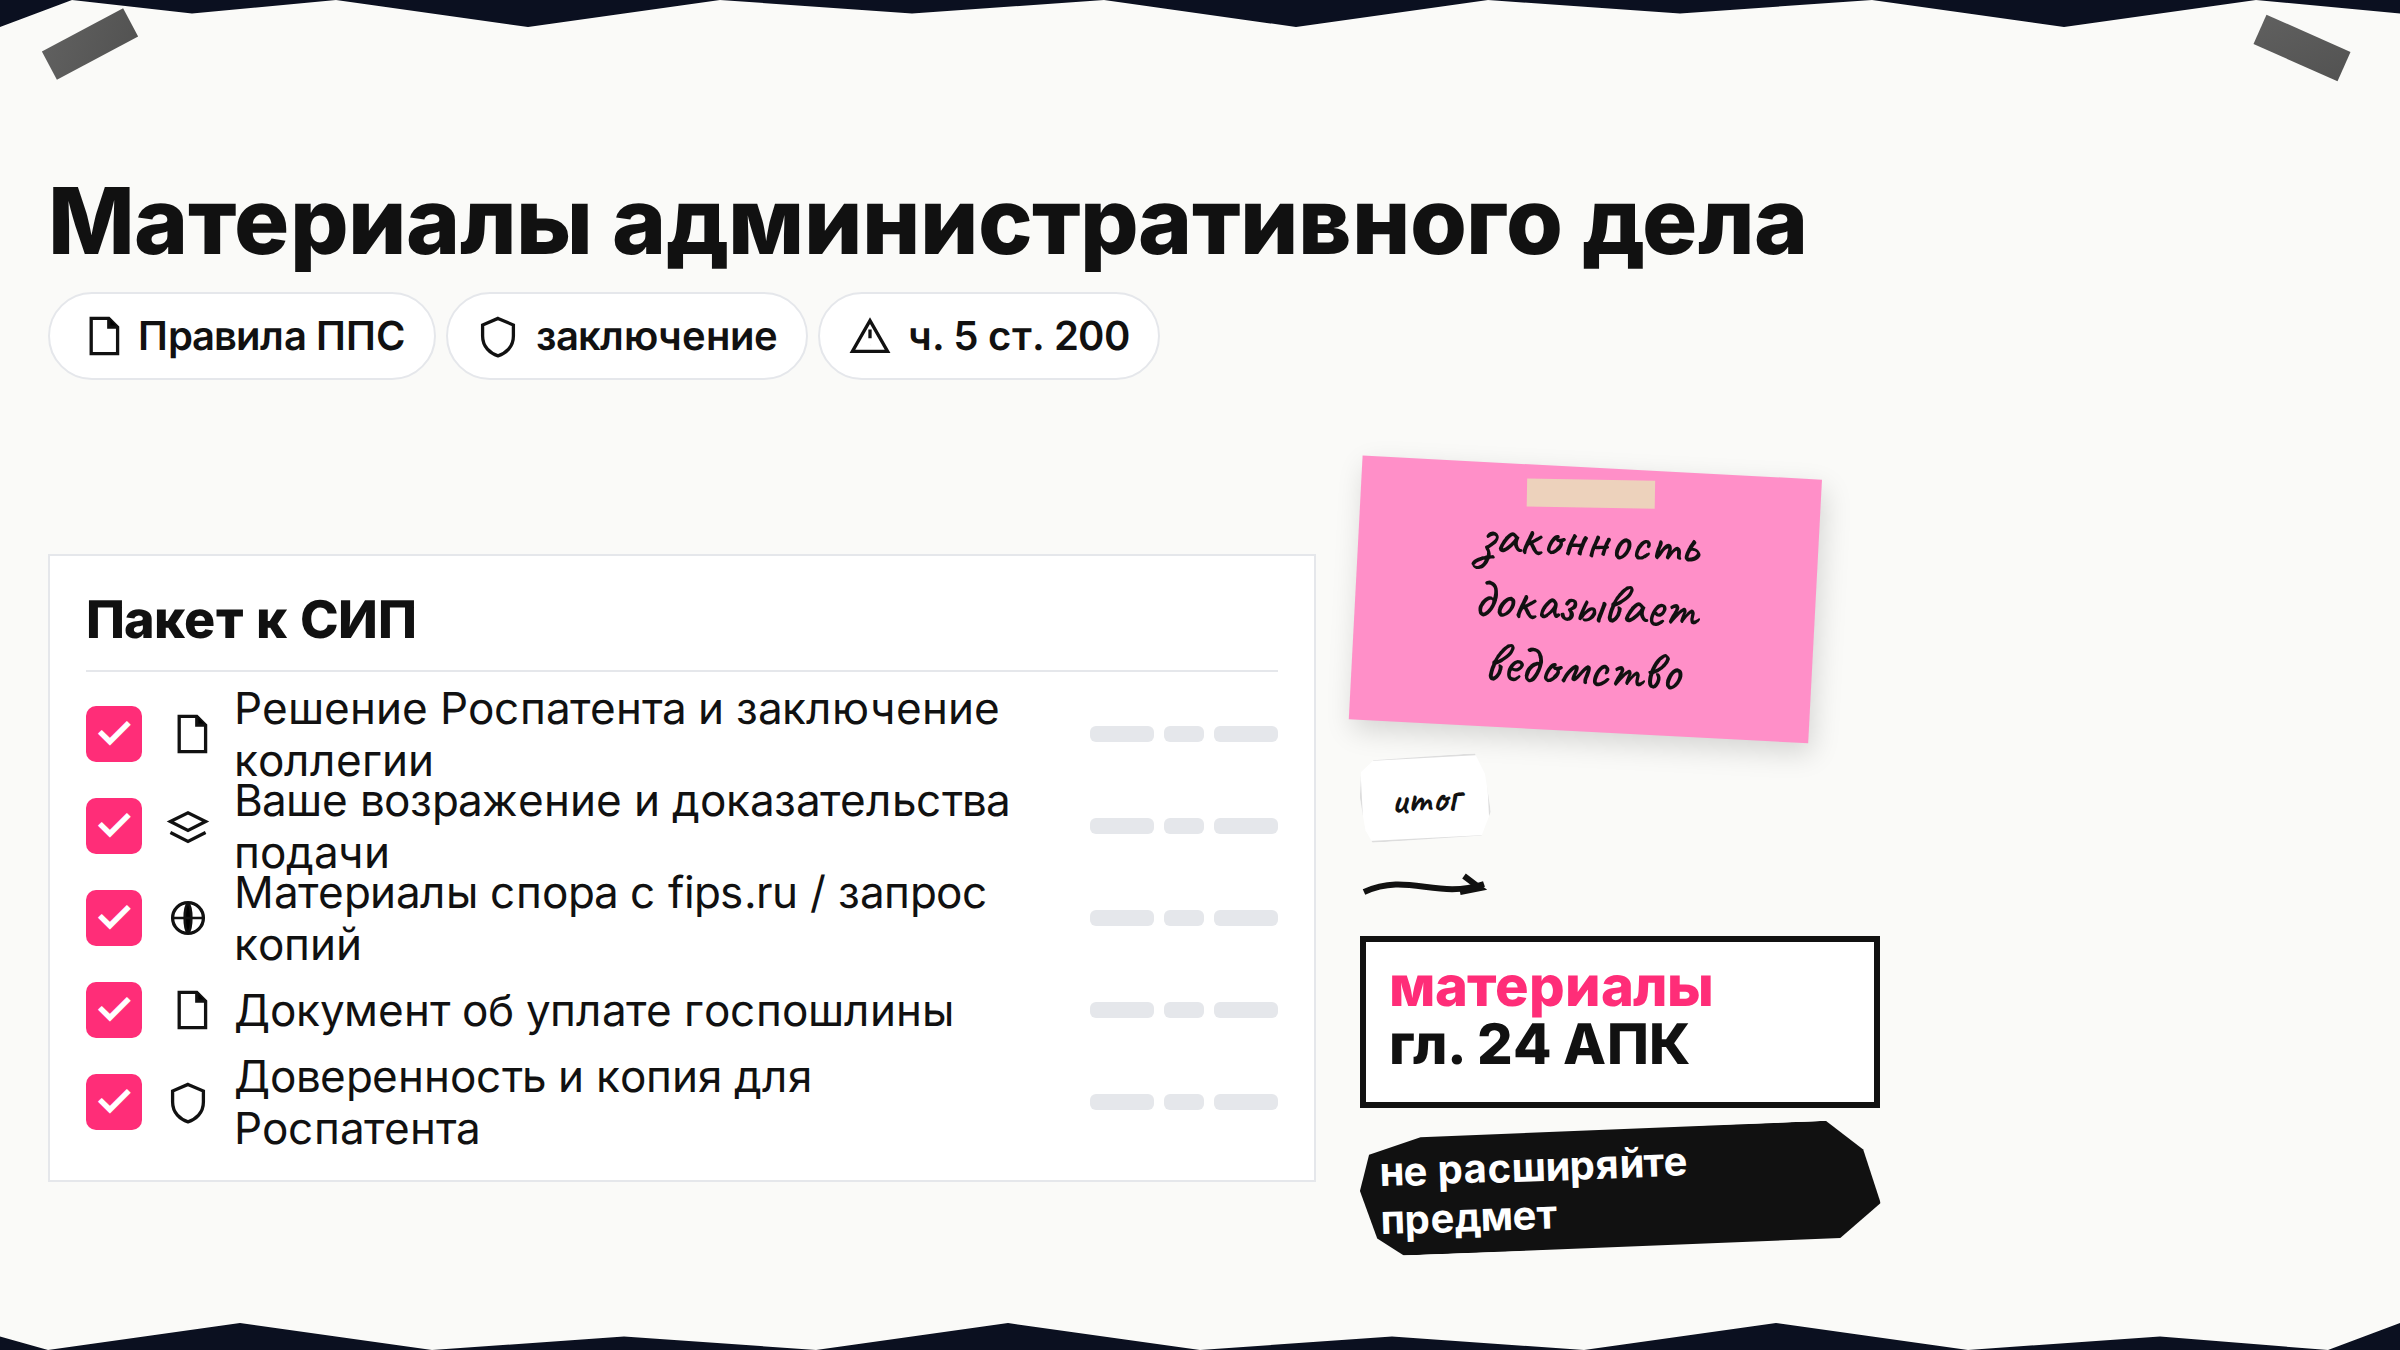 Материалы административного дела
Правила ППС
заключение
ч. 5 ст. 200
Пакет к СИП
Решение Роспатента и заключение
коллегии
Ваше возражение и доказательства
подачи
Материалы спора с fips.ru / запрос
копий
Документ об уплате госпошлины
Доверенность и копия для
Роспатента
законность
доказывает
ведомство
итог
материалы
гл. 24 АПК
не расширяйте
предмет